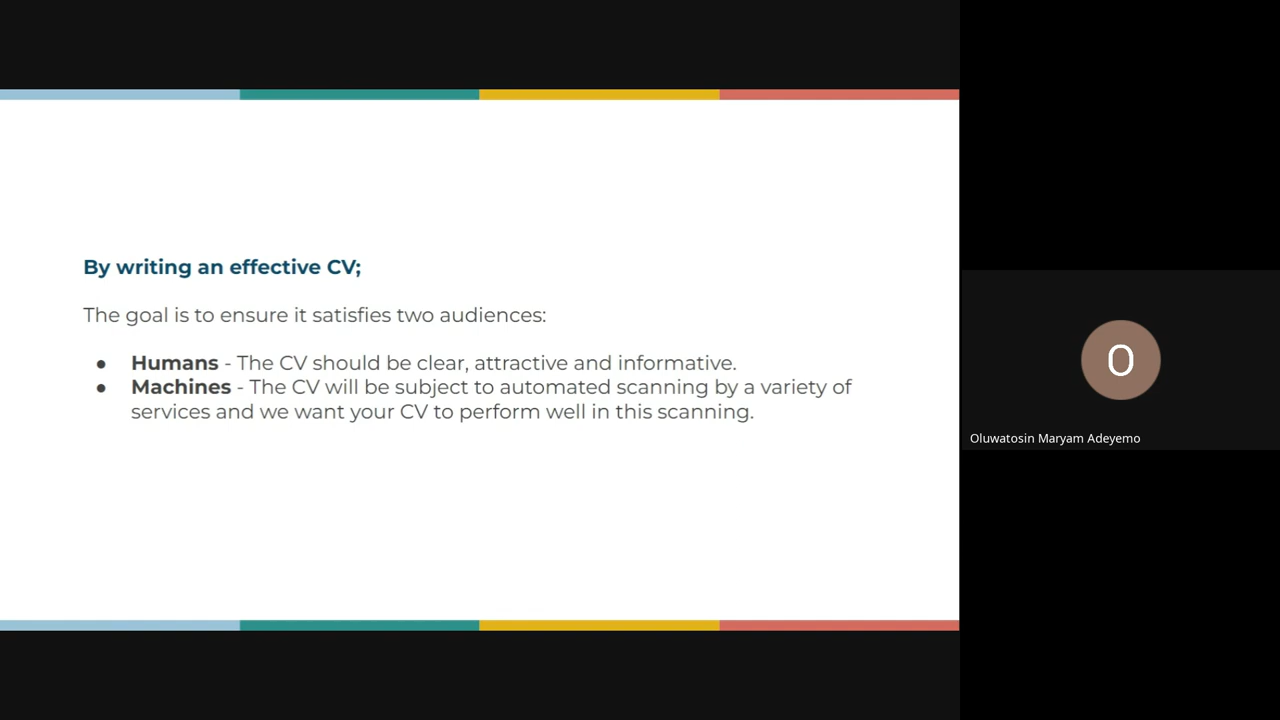 By writing an effective CV;
The goal is to ensure it satisfies two audiences:
● Humans - The CV should be clear, attractive and informative.
● Machines - The CV will be subject to automated scanning by a variety of
services and we want your CV to perform well in this scanning.
O
Oluwatosin Maryam Adeyemo